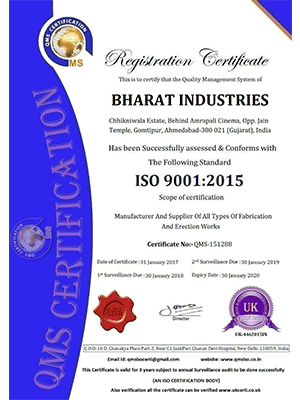 QMS CERTIFICATION
QMS
Registration Certificate
This is to certify that the Quality Management System of
BHARAT INDUSTRIES
Chhikniwala Estate, Behind Amrapali Cinema, Opp. Jain
Temple, Gomtipur, Ahmedabad-380 021 (Gujarat), India
Has been Successfully assessed & Conforms with
The Following Standard
ISO 9001:2015
Scope of certification
Manufacturer And Supplier Of All Types Of Fabrication
And Erection Works
Certificate No:-QMS-151288
Date of Certificate: 31 January 2017
2nd Surveillance Due: 30 January 2019
1st Surveillance Due: 30 January 2018
Expiry Date: 30 January 2020
Director
UK
UK-4462015IN
QMS CERTIFICATION
C.O.D.16 D, Chanakya Place Part-2, Near C1 Janakpuri Chanan Devi Hospital, New Delhi 110059, India
Email id: qmslsocerti@gmail.com
website: www.qmsiso.co.in
This Certificate is valid for 3 years subject to annual Surveillance audit to be done successfully
(AN ISO CERTIFICATION BODY)
Also verification all the certificate can be verified www.ukcerti.co.uk